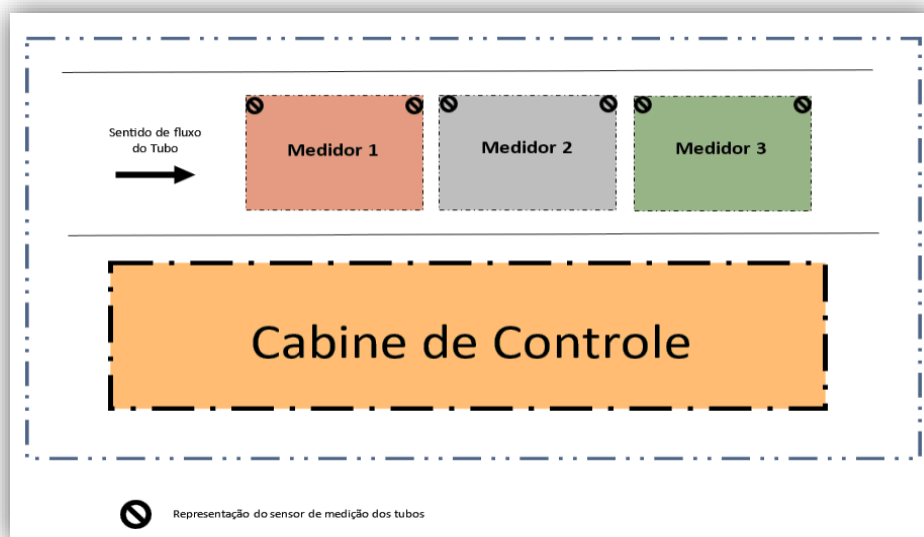 Sentido de fluxo
do Tubo
Medidor 1
Medidor 2
Medidor 3
Cabine de Controle
Representação do sensor de medição dos tubos